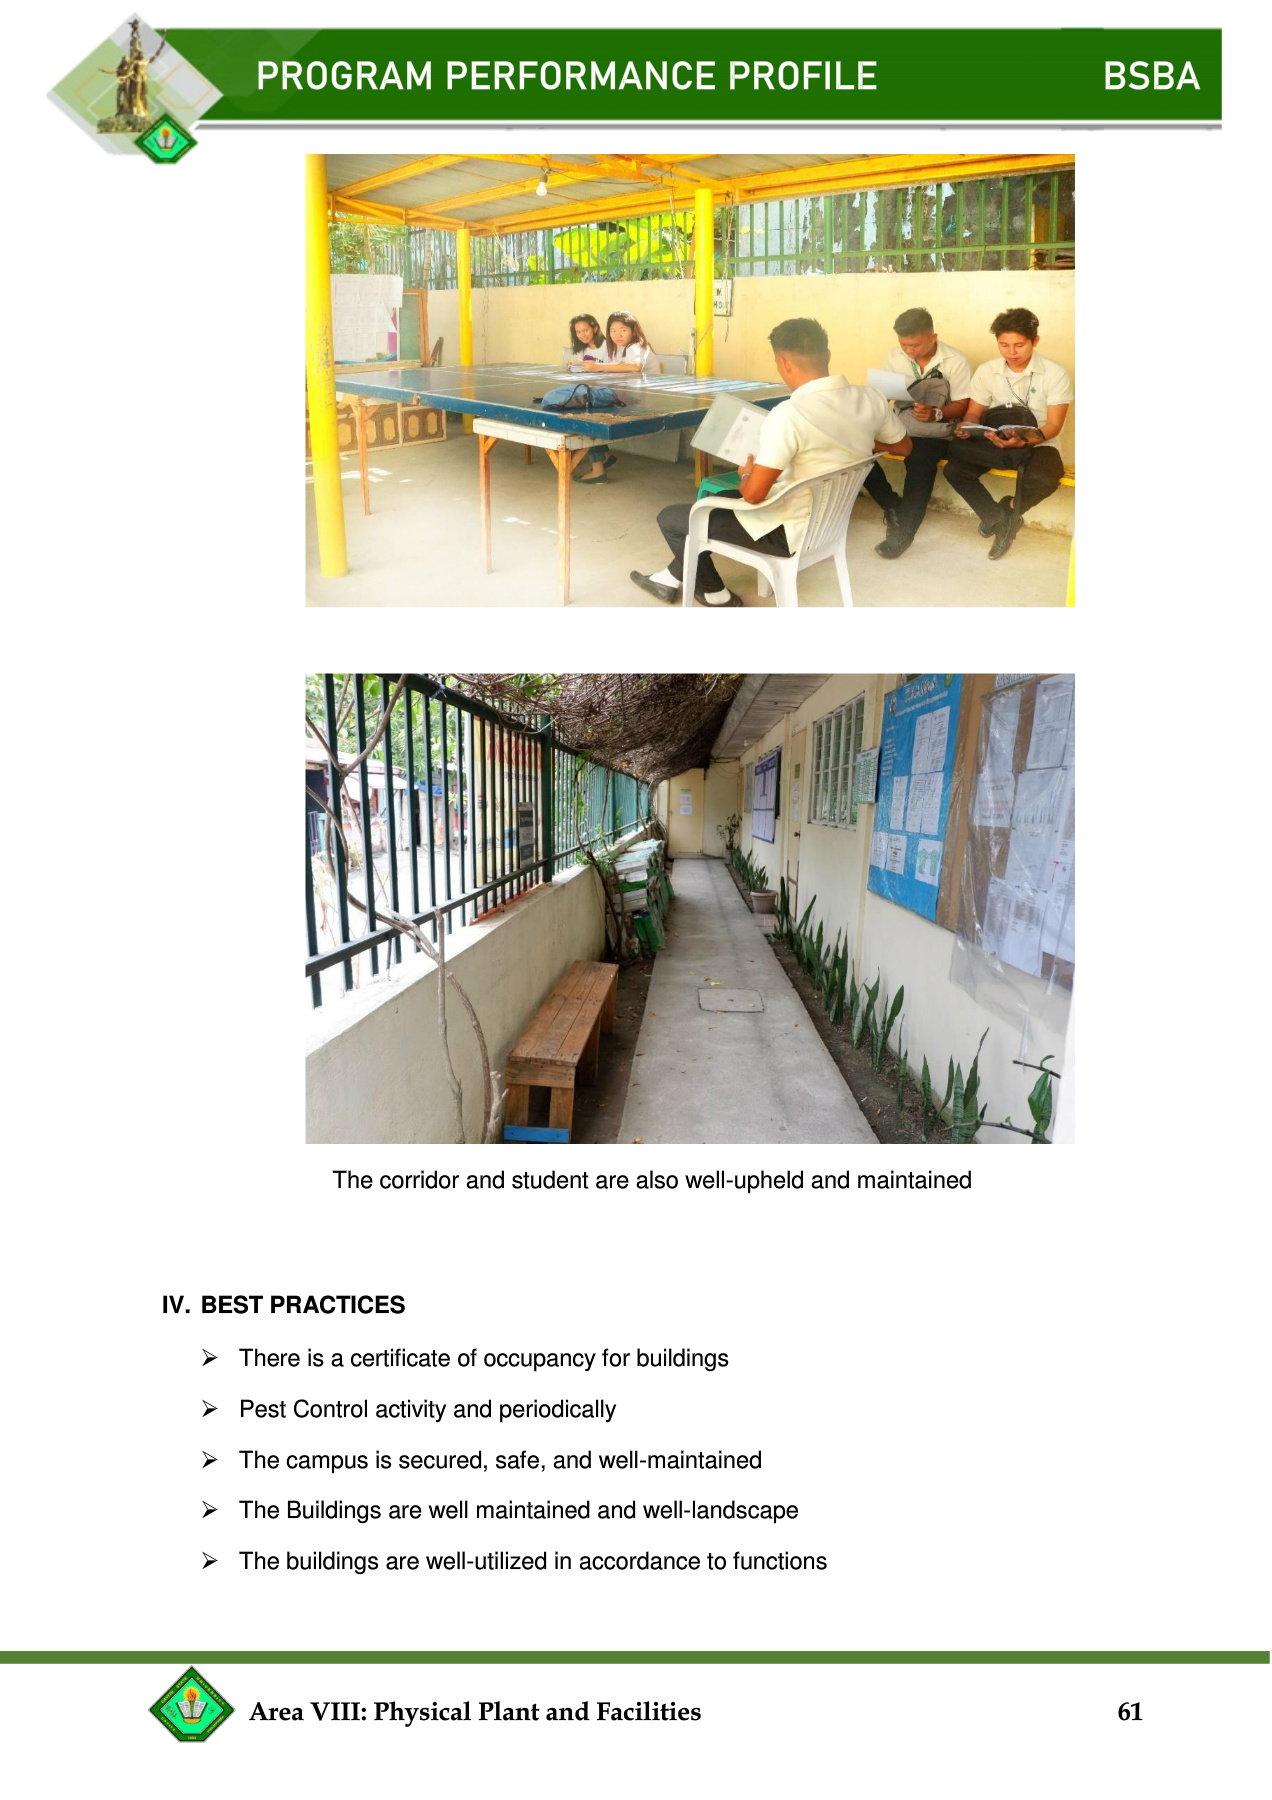 PROGRAM PERFORMANCE PROFILE BSBA
The corridor and student are also well-upheld and maintained
IV. BEST PRACTICES
➢ There is a certificate of occupancy for buildings
➢ Pest Control activity and periodically
➢ The campus is secured, safe, and well-maintained
➢ The Buildings are well maintained and well-landscape
➢ The buildings are well-utilized in accordance to functions
Area VIII: Physical Plant and Facilities 61